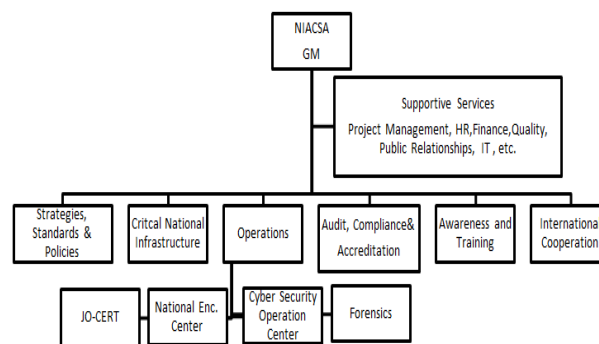 NIACSA
GM
Supportive Services
Project Management, HR,Finance,Quality,
Public Relationships, IT , etc.
Strategies,
Standards &
Policies
Critcal National
Infrastructure
Operations
Audit, Compliance&
Accreditation
Awareness and
Training
International
Cooperation
JO-CERT
National Enc.
Center
Cyber Security
Operation
Center
Forensics